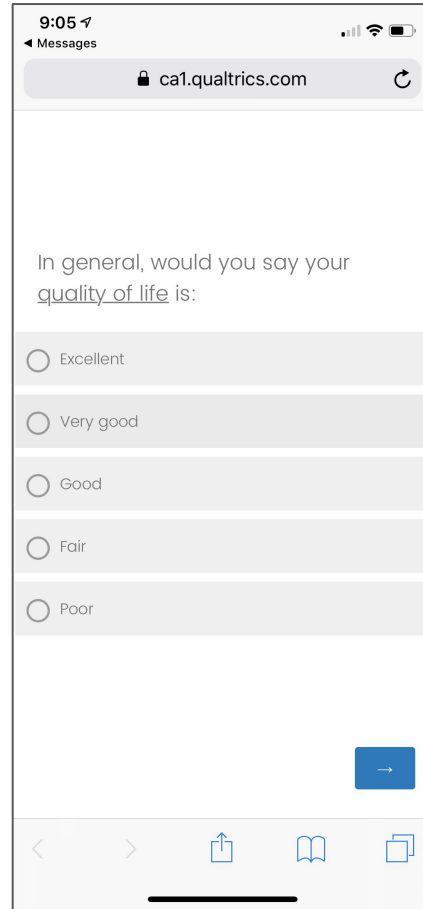 9:05
◀ Messages
ca1.qualtrics.com
In general, would you say your
quality of life is:
Excellent
Very good
Good
Fair
Poor
→